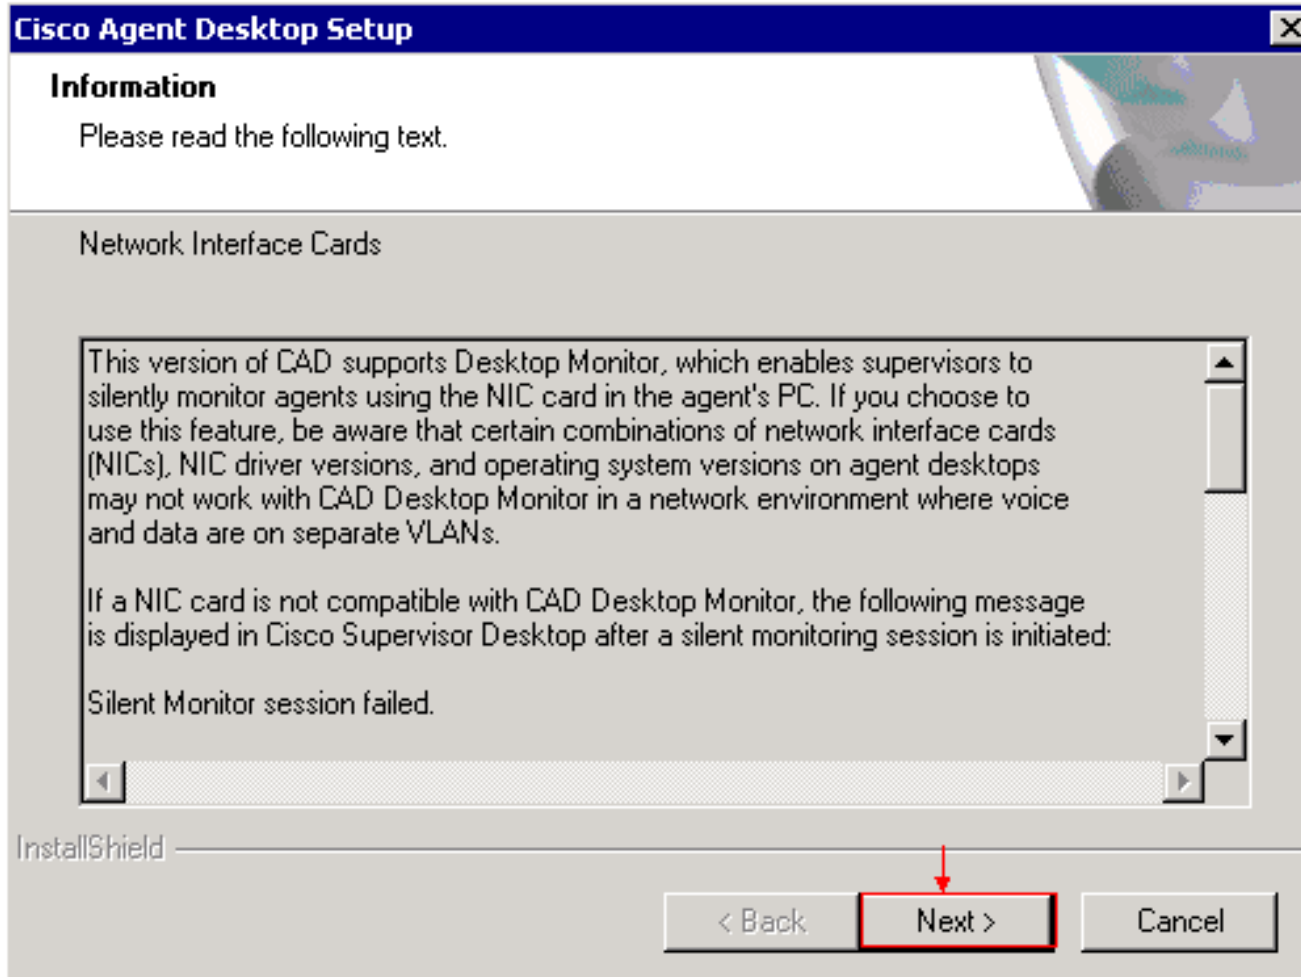 Cisco Agent Desktop Setup
Information
Please read the following text.
Network Interface Cards
This version of CAD supports Desktop Monitor, which enables supervisors to
silently monitor agents using the NIC card in the agent's PC. If you choose to
use this feature, be aware that certain combinations of network interface cards
(NICs), NIC driver versions, and operating system versions on agent desktops
may not work with CAD Desktop Monitor in a network environment where voice
and data are on separate VLANs.
If a NIC card is not compatible with CAD Desktop Monitor, the following message
is displayed in Cisco Supervisor Desktop after a silent monitoring session is initiated:
Silent Monitor session failed.
InstallShield
< Back
Next >
Cancel